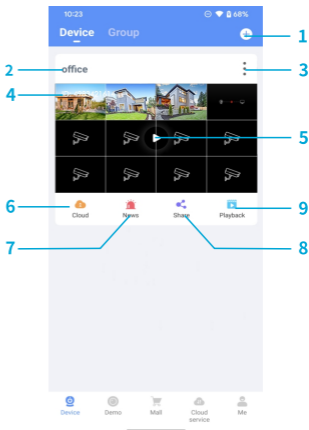 10:23 68%
Device Group
1
2 office 3
4
5
6 Cloud News Share Playback 9
7 8
Device Demo Mall Cloud service Me